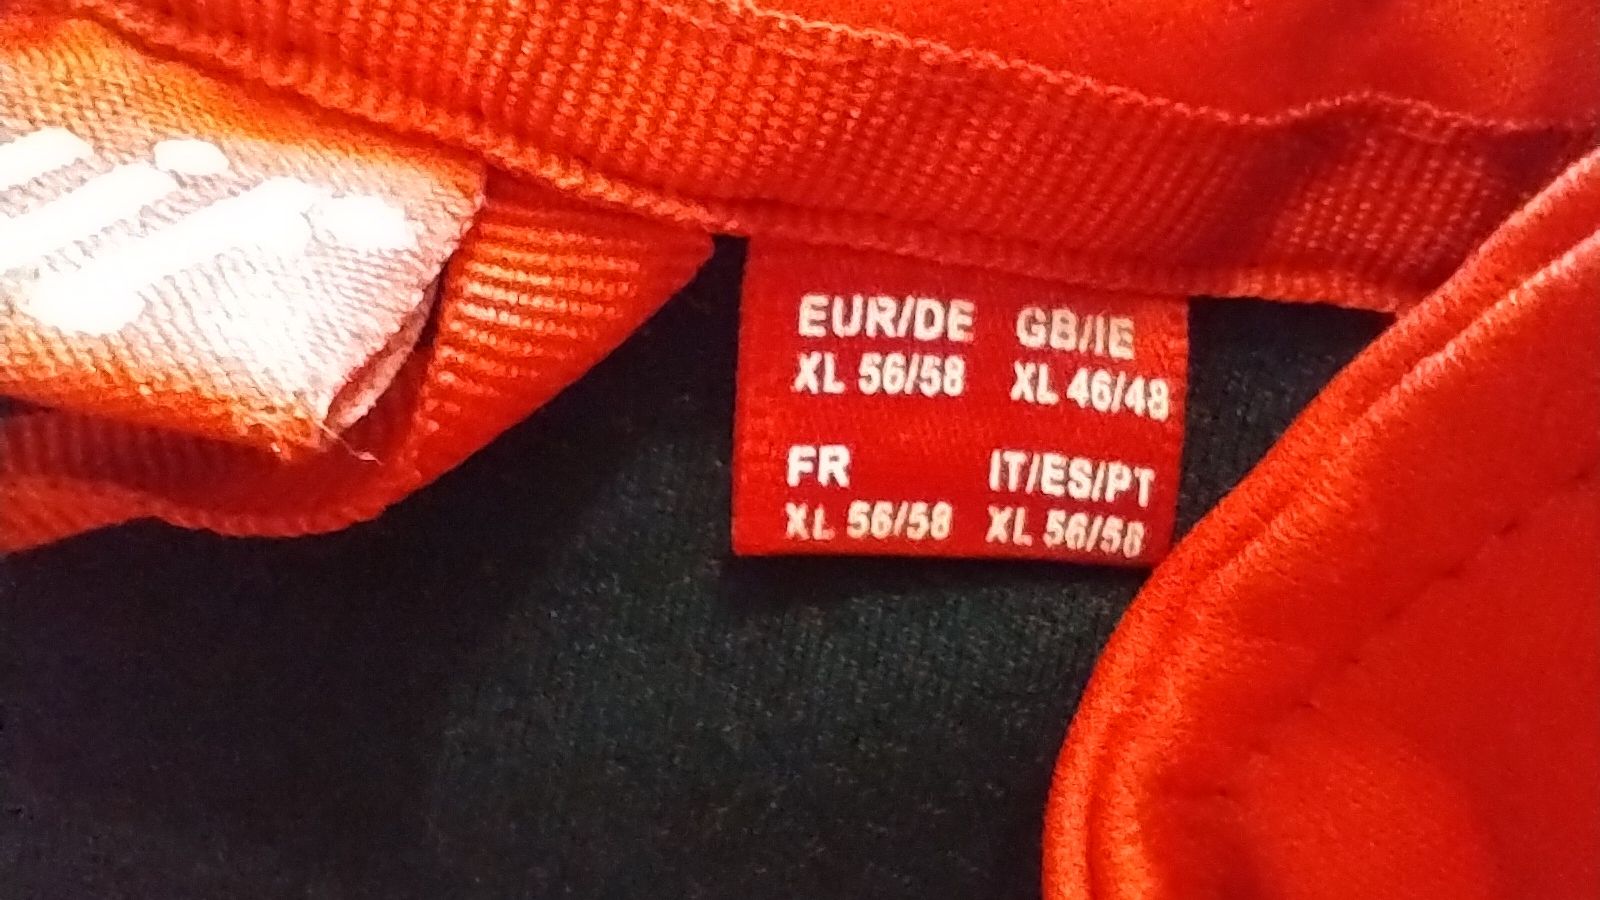 EUR/DE GB/IE
XL 56/58 XL 46/48
FR IT/ES/PT
XL 56/58 XL 56/58